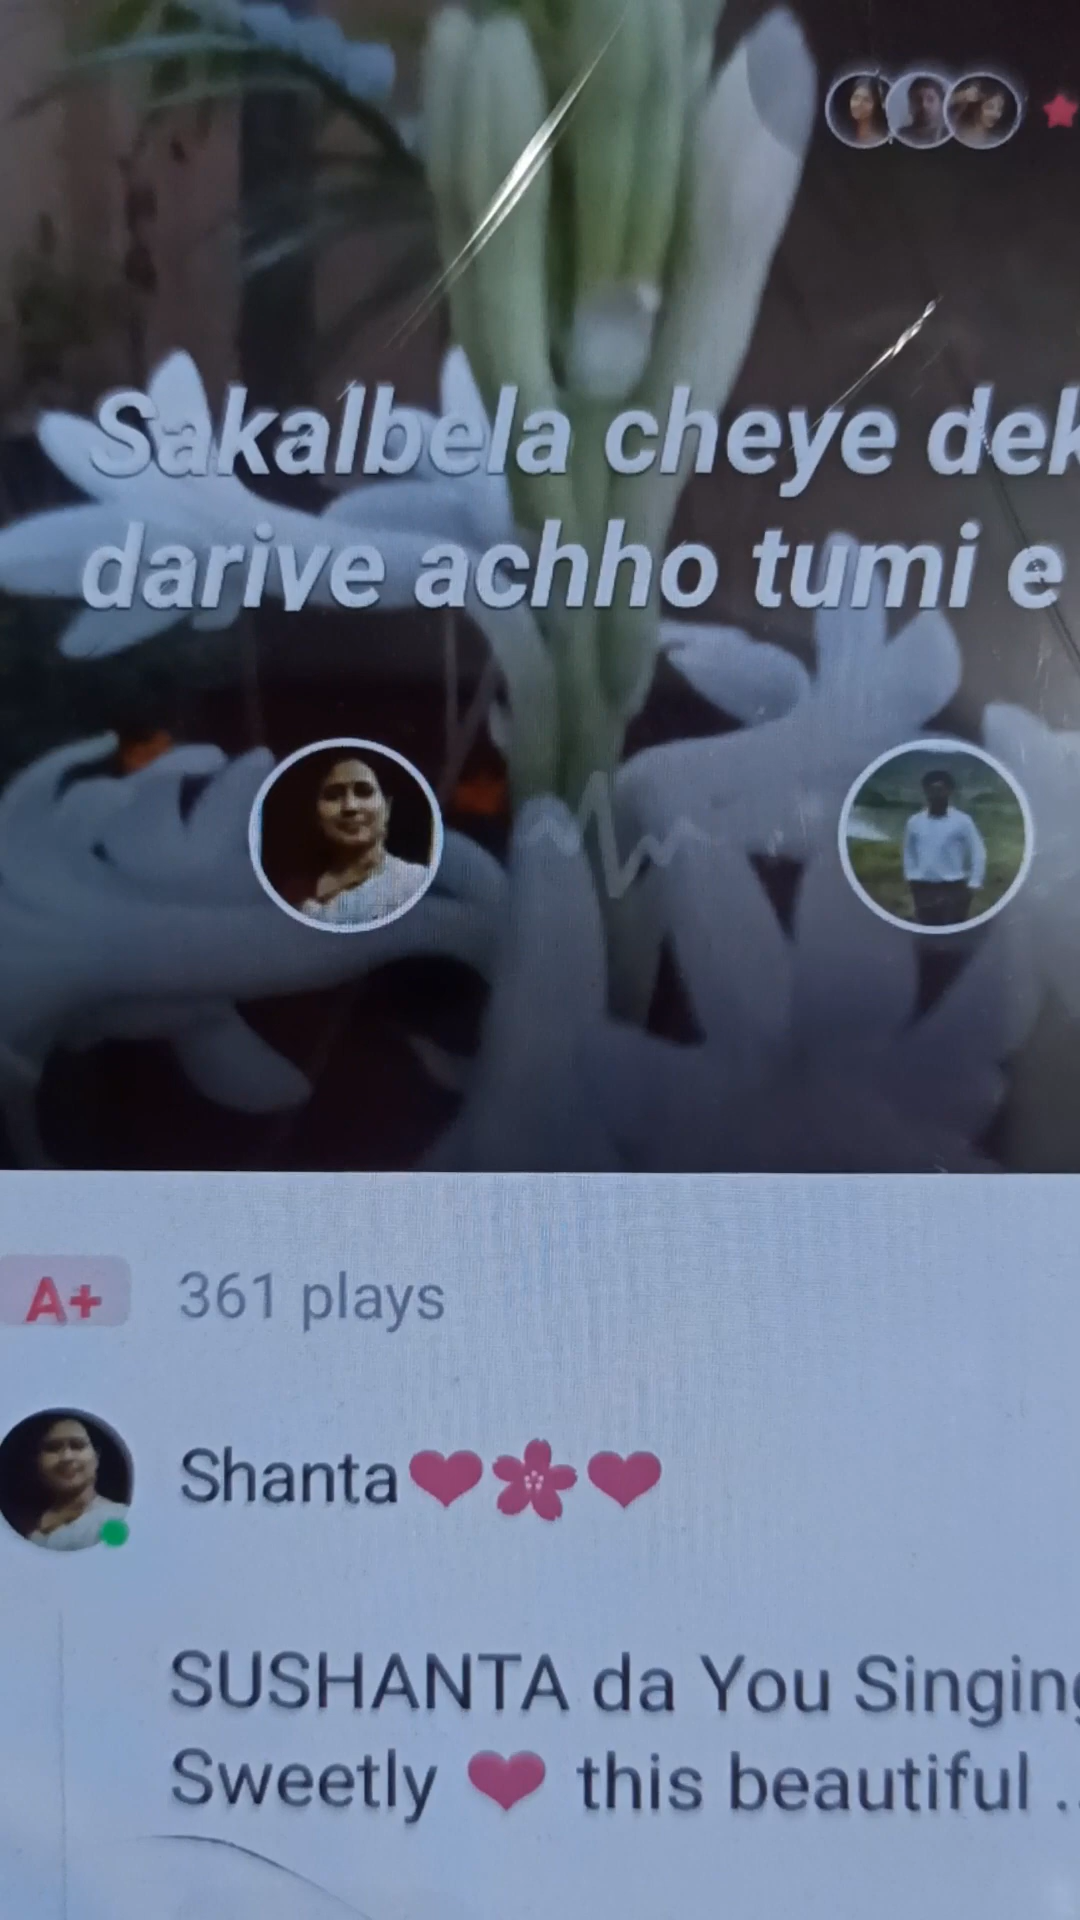 Sakalbela cheye dek
darive achho tumi e
A+
361 plays
Shanta❤🌸❤
SUSHANTA da You Singing
Sweetly ❤ this beautiful ..